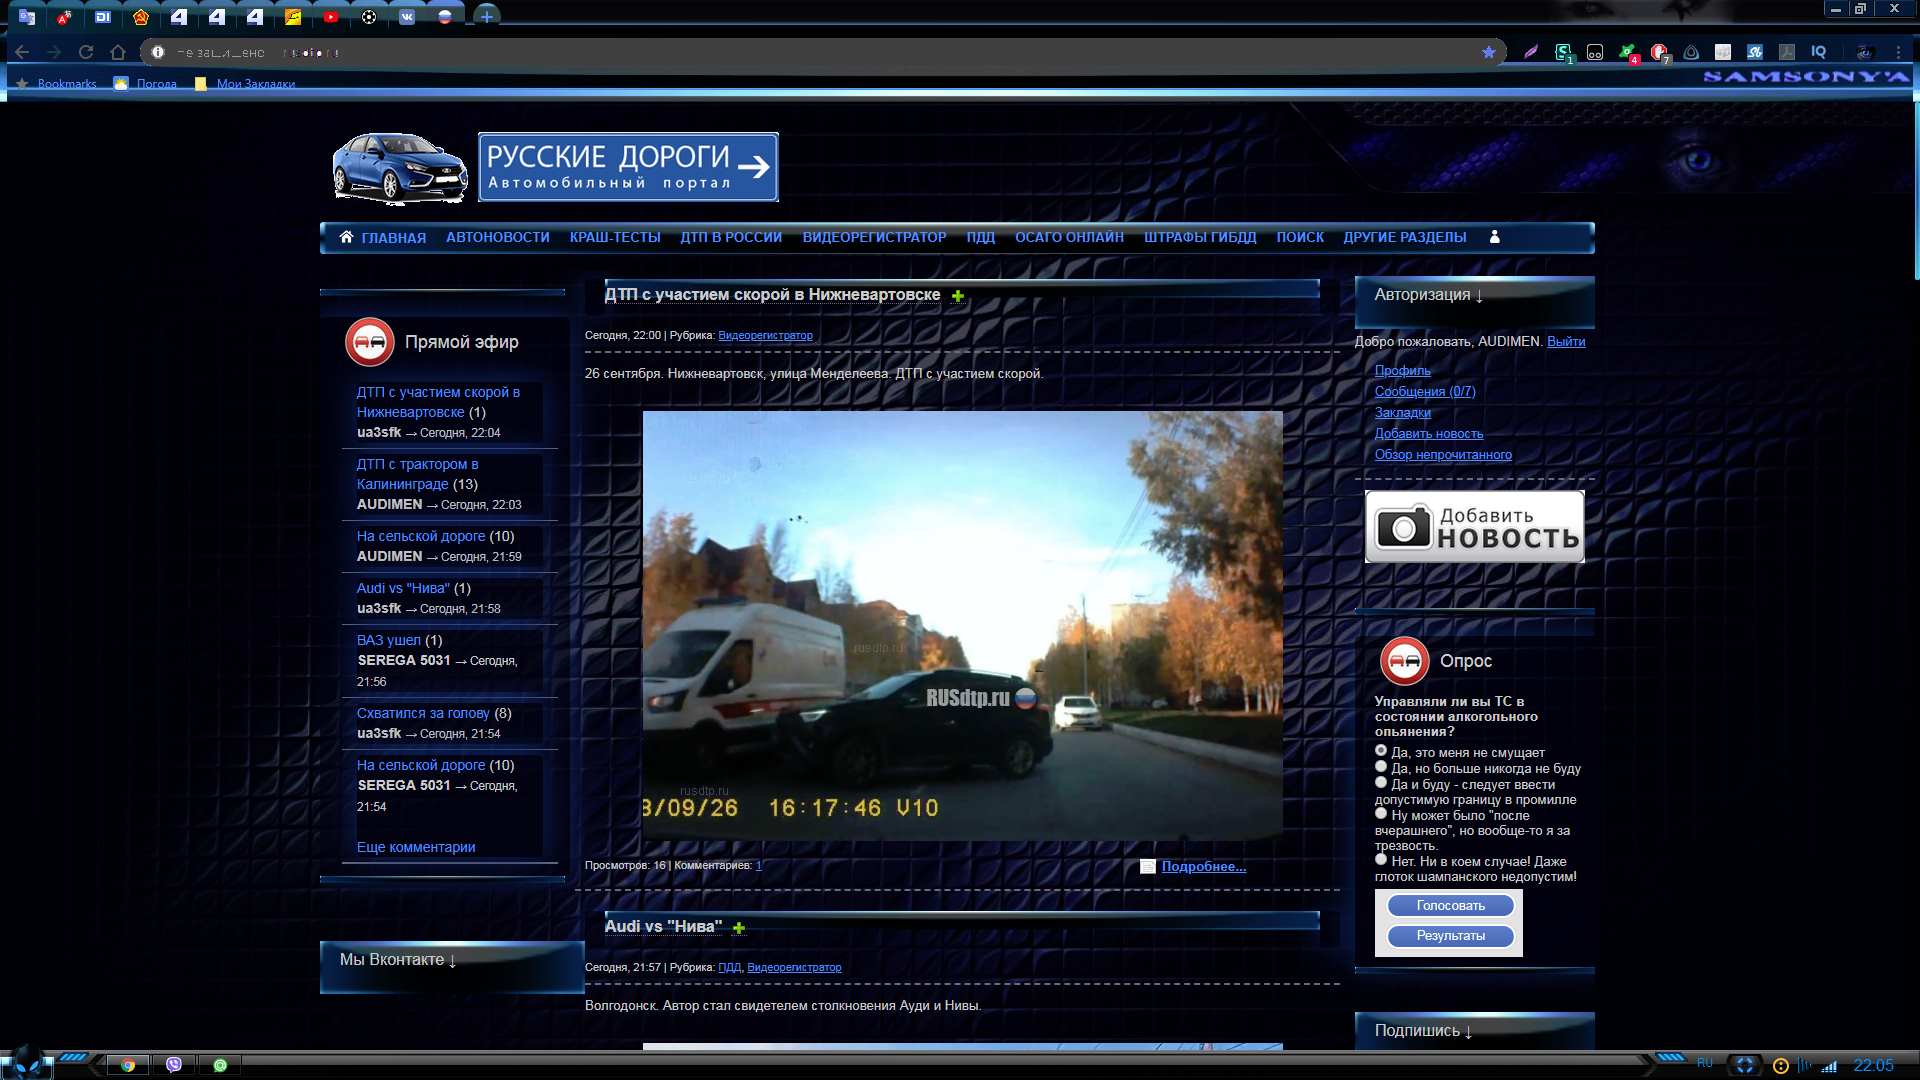 1
4
7
IQ
Bookmarks
Погода
Мои Закладки
SAMSONY'A
РУССКИЕ ДОРОГИ
Автомобильный портал
ГЛАВНАЯ АВТОНОВОСТИ КРАШ-ТЕСТЫ ДТП В РОССИИ ВИДЕОРЕГИСТРАТОР ПДД ОСАГО ОНЛАЙН ШТРАФЫ ГИБДД ПОИСК ДРУГИЕ РАЗДЕЛЫ
Прямой эфир
ДТП с участием скорой в
Нижневартовске (1)
ua3sfk → Сегодня, 22:04
ДТП с трактором в
Калининграде (13)
AUDIMEN → Сегодня, 22:03
На сельской дороге (10)
AUDIMEN → Сегодня, 21:59
Audi vs "Нива" (1)
ua3sfk → Сегодня, 21:58
ВАЗ ушел (1)
SEREGA 5031 → Сегодня,
21:56
Схватился за голову (8)
ua3sfk → Сегодня, 21:54
На сельской дороге (10)
SEREGA 5031 → Сегодня,
21:54
Еще комментарии
Мы Вконтакте ↓
ДТП с участием скорой в Нижневартовске
Сегодня, 22:00 | Рубрика: Видеорегистратор
26 сентября. Нижневартовск, улица Менделеева. ДТП с участием скорой.
rusdtp.ru
RUSdtp.ru
rusdtp.ru
8/09/26 16:17:46 V10
Просмотров: 16 | Комментариев: 1
Подробнее...
Audi vs "Нива"
Сегодня, 21:57 | Рубрика: ПДД, Видеорегистратор
Волгодонск. Автор стал свидетелем столкновения Ауди и Нивы.
Авторизация ↓
Добро пожаловать, AUDIMEN. Выйти
Профиль
Сообщения (0/7)
Закладки
Добавить новость
Обзор непрочитанного
Добавить
НОВОСТЬ
Опрос
Управляли ли вы ТС в
состоянии алкогольного
опьянения?
Да, это меня не смущает
Да, но больше никогда не буду
Да и буду - следует ввести
допустимую границу в промилле
Ну может было "после
вчерашнего", но вообще-то я за
трезвость.
Нет. Ни в коем случае! Даже
глоток шампанского недопустим!
Голосовать
Результаты
Подпишись ↓
RU
22:05